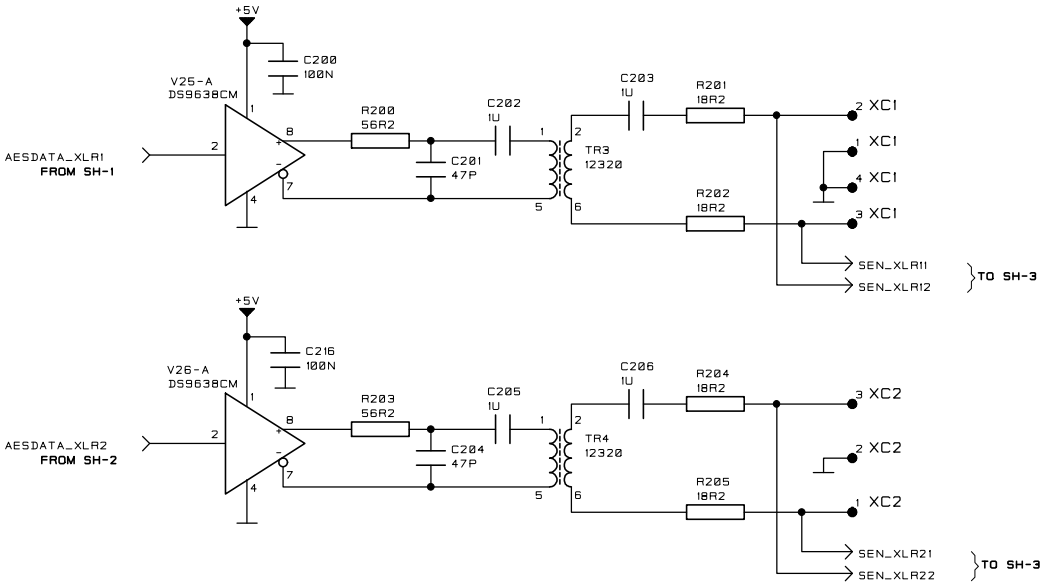 +5V
C200
100N
V25-A
DS9638CM
1
8
+
2
-
7
4
AESDATA_XLR1
FROM SH-1
R200
56R2
C202
1U
C201
47P
1
5
2
6
TR3
12320
C203
1U
R201
18R2
R202
18R2
2 XC1
1 XC1
4 XC1
3 XC1
SEN_XLR11
SEN_XLR12
TO SH-3
+5V
C216
100N
V26-A
DS9638CM
1
8
+
2
-
7
4
AESDATA_XLR2
FROM SH-2
R203
56R2
C205
1U
C204
47P
1
5
2
6
TR4
12320
C206
1U
R204
18R2
R205
18R2
3 XC2
2 XC2
1 XC2
SEN_XLR21
SEN_XLR22
TO SH-3